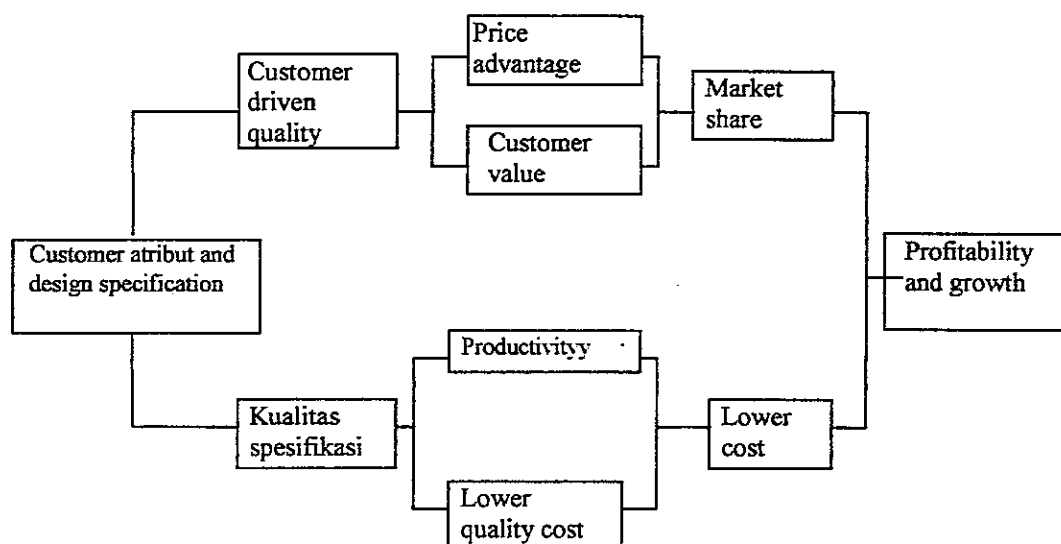 Price
advantage
Customer
driven
quality
Market
share
Customer
value
Customer atribut and
design specification
Profitability
and growth
Productivityy
Kualitas
spesifikasi
Lower
cost
Lower
quality cost